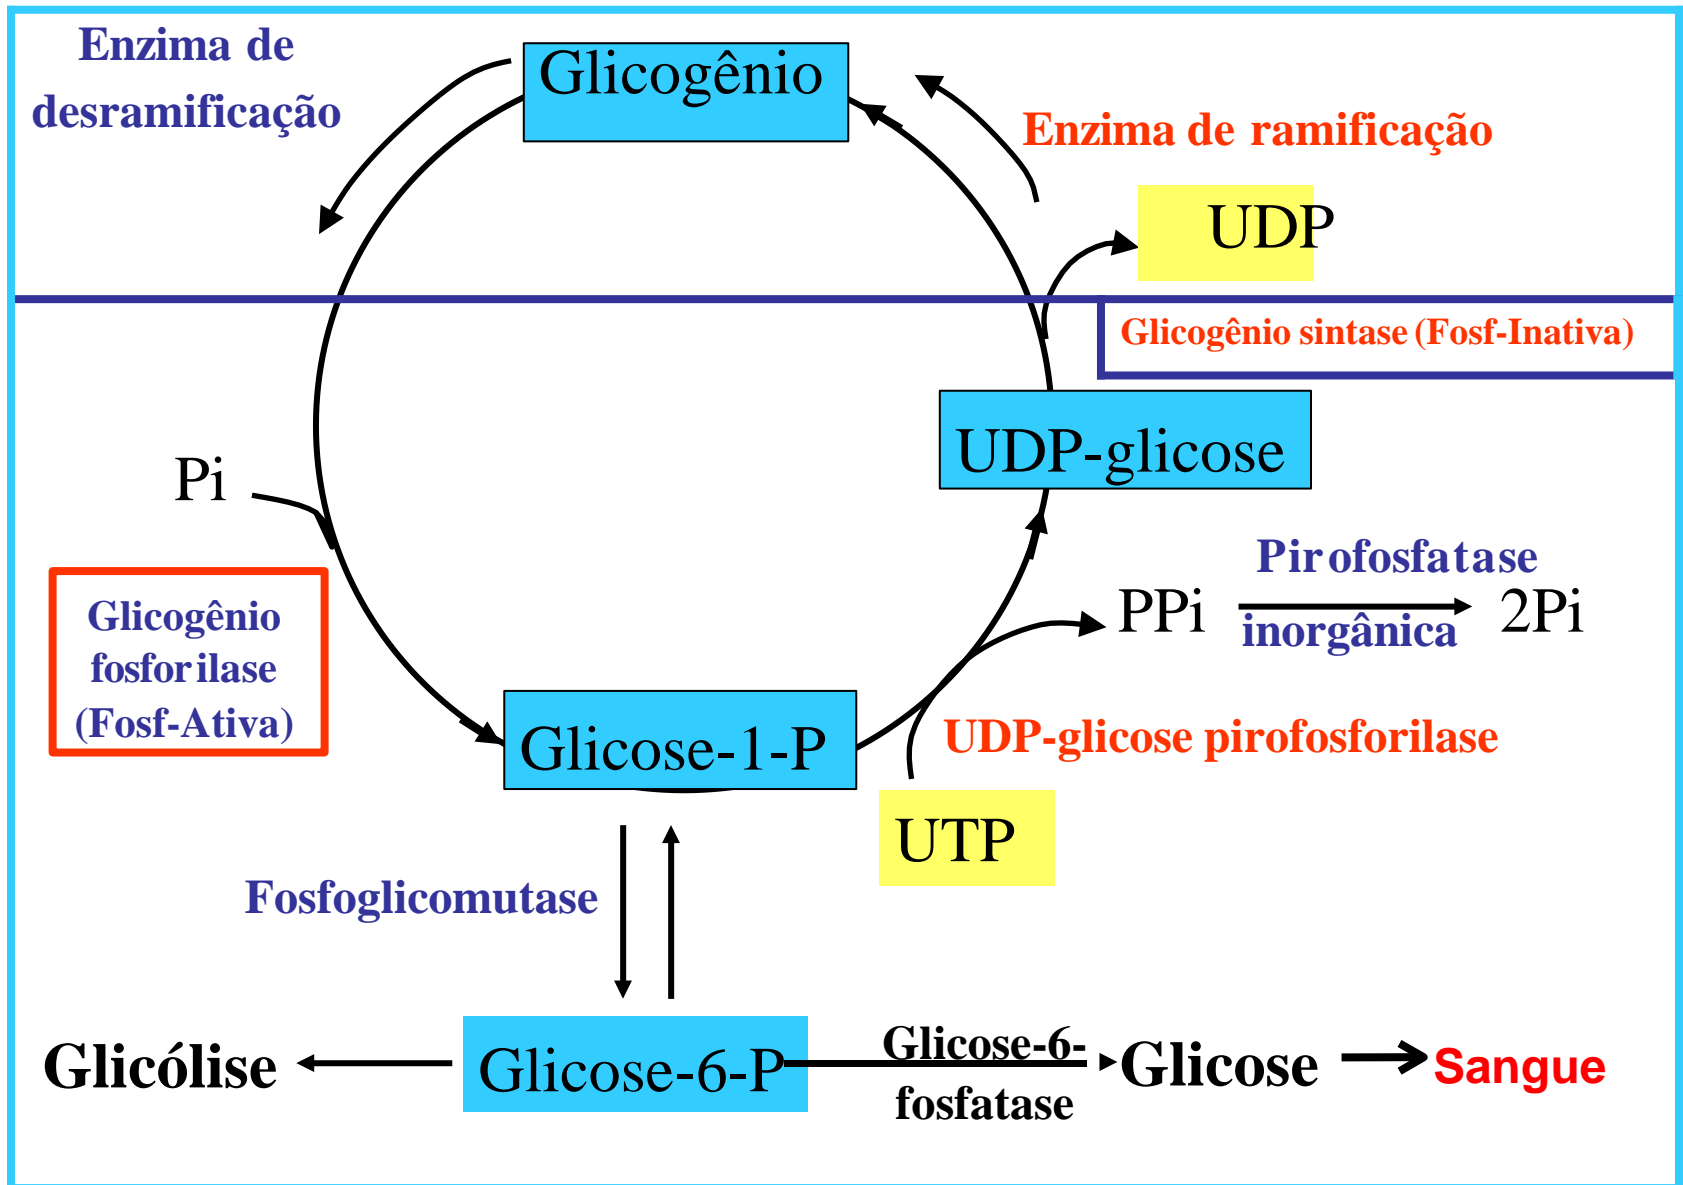 Enzima de
desramificação
Glicogênio
Enzima de ramificação
UDP
Glicogênio sintase (Fosf-Inativa)
UDP-glicose
Pi
Pirofosfatase
PPi
2Pi
inorgânica
Glicogênio
fosforilase
(Fosf-Ativa)
Glicose-1-P
UDP-glicose pirofosforilase
UTP
Fosfoglicomutase
Glicólise
Glicose-6-P
Glicose-6-
fosfatase
Glicose
Sangue